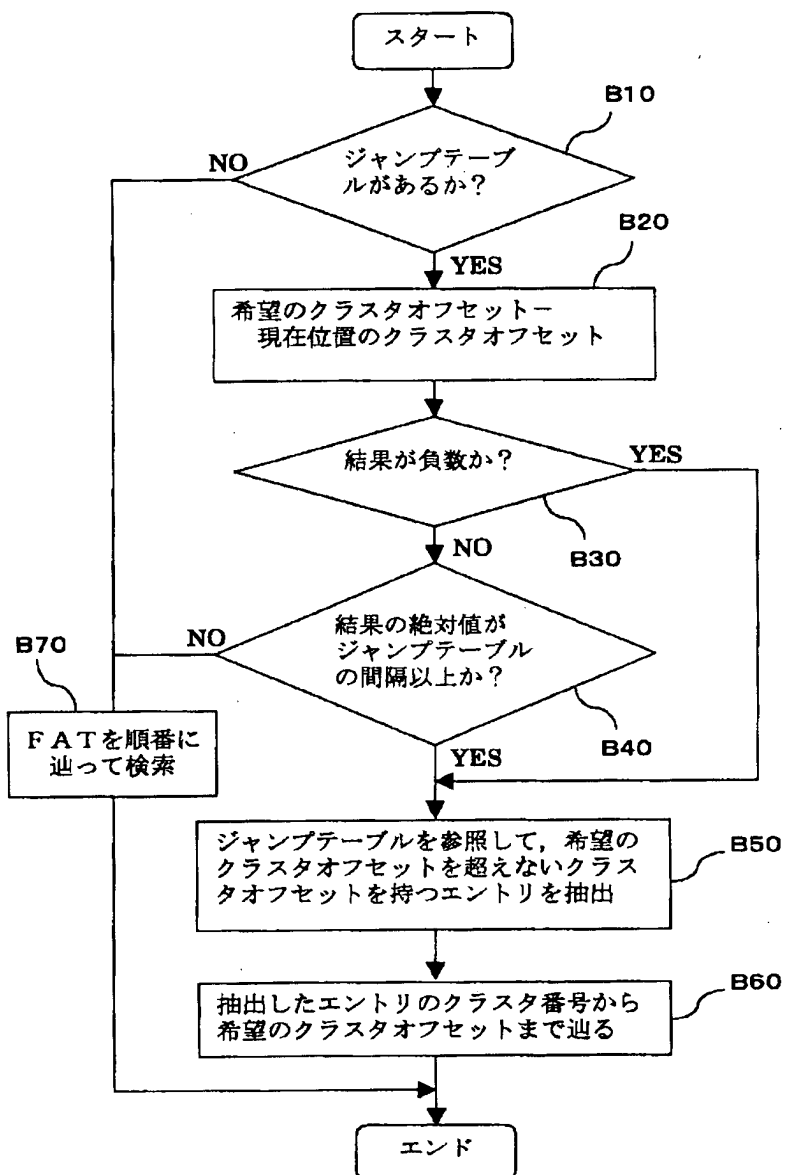 スタート
B10
NO
ジャンプテーブ
ルがあるか？
YES
B20
希望のクラスタオフセット－
現在位置のクラスタオフセット
結果が負数か？
YES
B30
NO
B70
NO
結果の絶対値が
ジャンプテーブル
の間隔以上か？
B40
YES
ＦＡＴを順番に
辿って検索
ジャンプテーブルを参照して，希望の
クラスタオフセットを超えないクラス
タオフセットを持つエントリを抽出
B50
抽出したエントリのクラスタ番号から
希望のクラスタオフセットまで辿る
B60
エンド